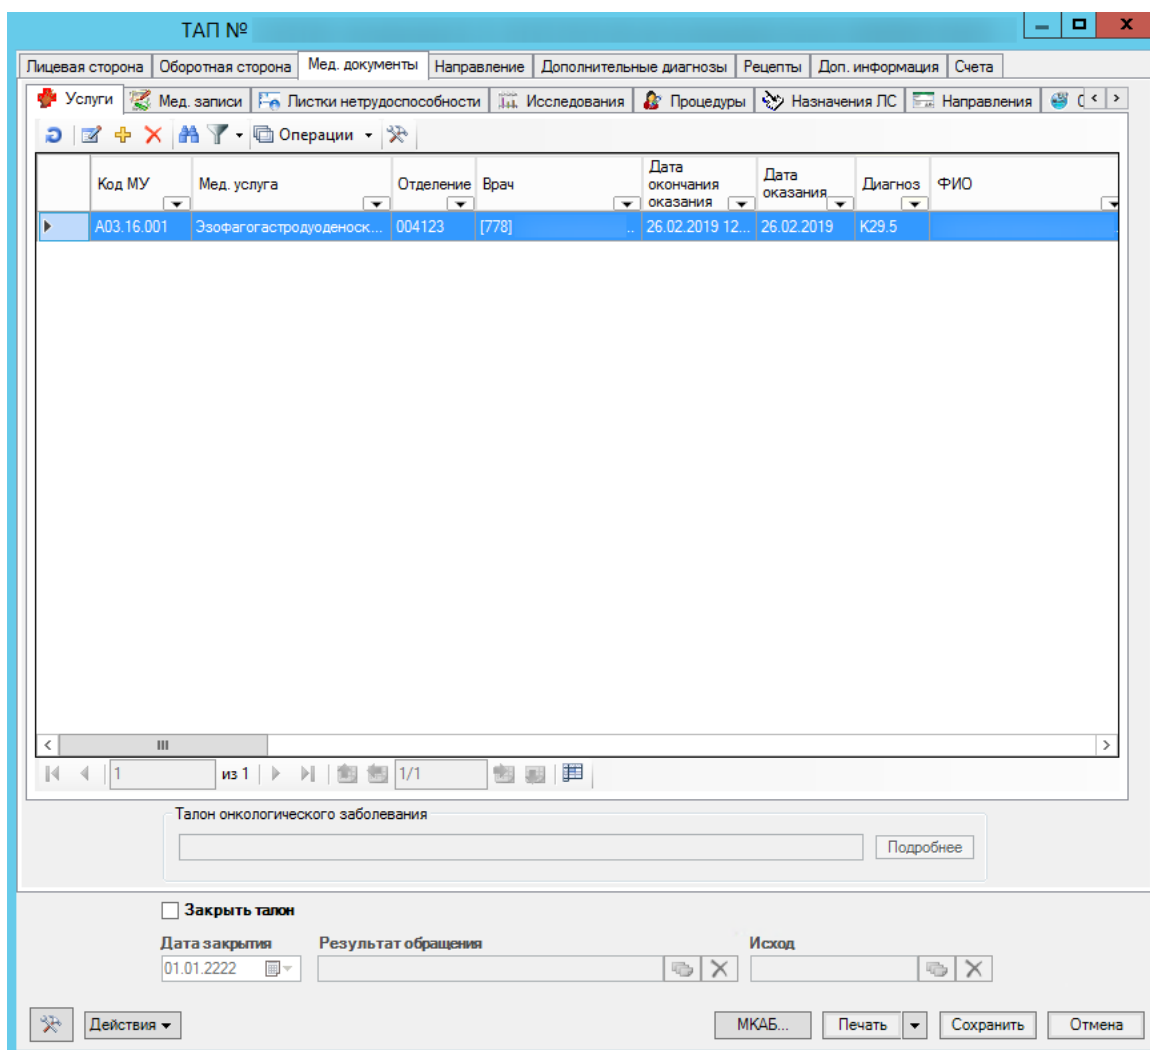 ТАП №
Лицевая сторона Оборотная сторона Мед. документы Направление Дополнительные диагнозы Рецепты Доп. информация Счета
Услуги Мед. записи Листки нетрудоспособности Исследования Процедуры Назначения ЛС Направления
Операции
Код МУ Мед. услуга Отделение Врач Дата окончания оказания Дата оказания Диагноз ФИО
A03.16.001 Эзофагогастродуоденоск... 004123 [778] .. 26.02.2019 12... 26.02.2019 K29.5
1 из 1 1/1
Талон онкологического заболевания
Подробнее
Закрыть талон
Дата закрытия Результат обращения Исход
01.01.2222
Действия МКАБ... Печать Сохранить Отмена